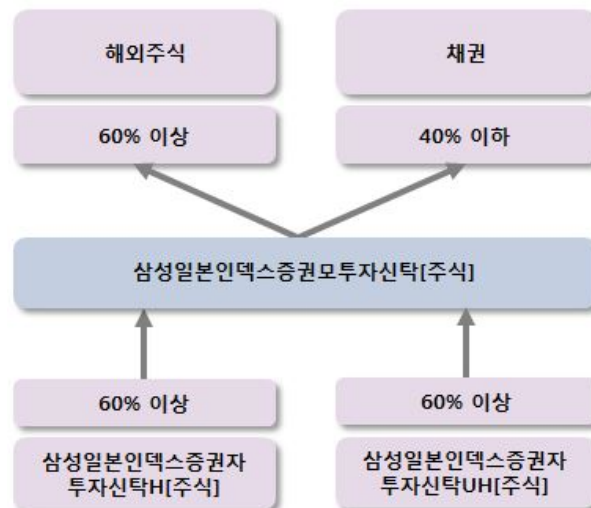 해외주식
채권
60% 이상
40% 이하
삼성일본인덱스증권모투자신탁[주식]
60% 이상
60% 이상
삼성일본인덱스증권자
투자신탁H[주식]
삼성일본인덱스증권자
투자신탁UH[주식]